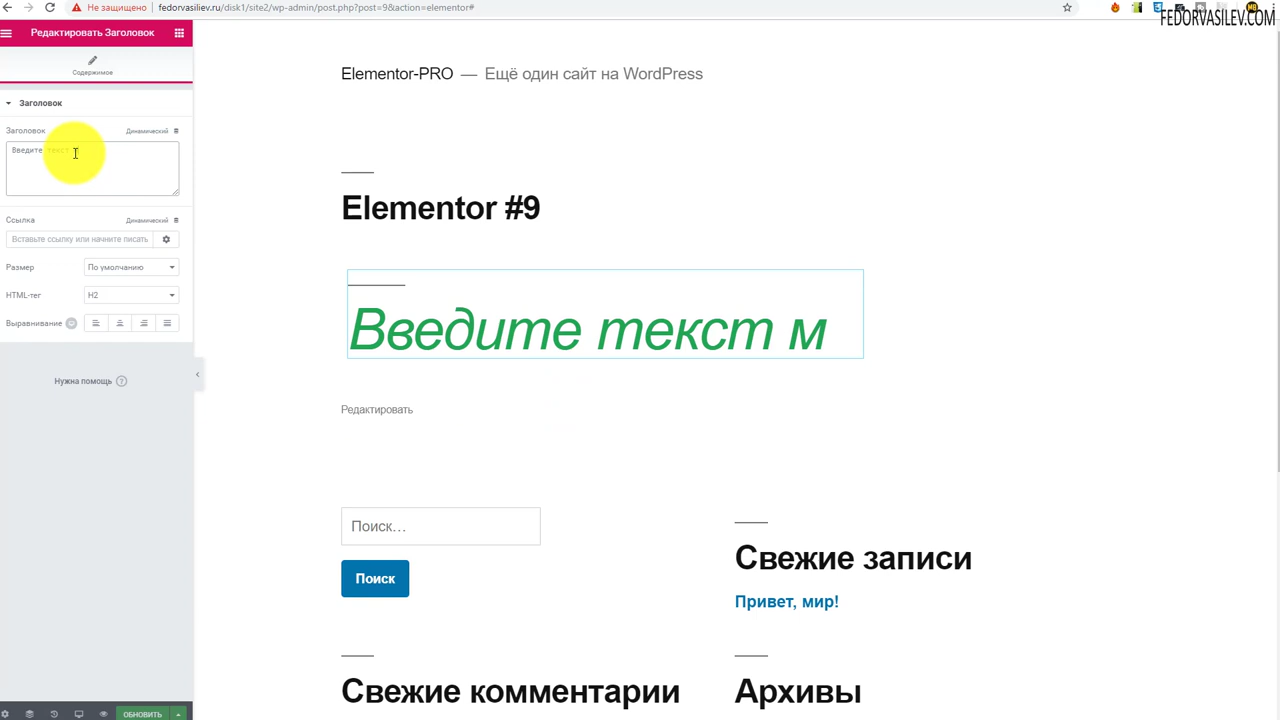 Не защищено fedorvasiliev.ru/disk1/site2/wp-admin/post.php?post=9&action=elementor#
FEDORVASILEV.COM
Редактировать Заголовок
Содержимое
Заголовок
Заголовок Динамический
Введите текст
Ссылка Динамический
Вставьте ссылку или начните писать
Размер По умолчанию
HTML-тег H2
Выравнивание
Нужна помощь ?
ОБНОВИТЬ
Elementor-PRO — Ещё один сайт на WordPress
Elementor #9
Введите текст м
Редактировать
Поиск…
Поиск
Свежие записи
Привет, мир!
Свежие комментарии
Архивы